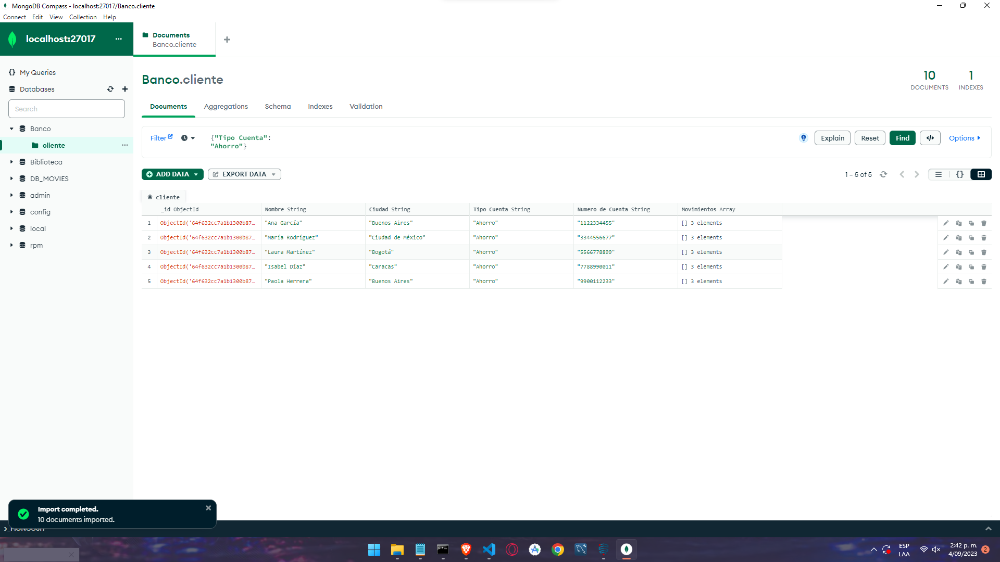 MongoDB Compass - localhost:27017/Banco.cliente
Connect Edit View Collection Help
localhost:27017 ...
Documents
Banco.cliente
{} My Queries
Databases
Search
Banco
cliente ...
Biblioteca
DB_MOVIES
admin
config
local
rpm
Banco.cliente
10
DOCUMENTS
1
INDEXES
Documents Aggregations Schema Indexes Validation
Filter
{"Tipo Cuenta":
"Ahorro"}
Explain Reset Find </> Options
ADD DATA EXPORT DATA 1 – 5 of 5 {}
cliente
_id ObjectId Nombre String Ciudad String Tipo Cuenta String Numero de Cuenta String Movimientos Array
1 ObjectId('64f632cc7a1b1300b87… "Ana García" "Buenos Aires" "Ahorro" "1122334455" [] 3 elements
2 ObjectId('64f632cc7a1b1300b87… "María Rodríguez" "Ciudad de México" "Ahorro" "3344556677" [] 3 elements
3 ObjectId('64f632cc7a1b1300b87… "Laura Martínez" "Bogotá" "Ahorro" "5566778899" [] 3 elements
4 ObjectId('64f632cc7a1b1300b87… "Isabel Díaz" "Caracas" "Ahorro" "7788990011" [] 3 elements
5 ObjectId('64f632cc7a1b1300b87… "Paola Herrera" "Buenos Aires" "Ahorro" "9900112233" [] 3 elements
Import completed.
10 documents imported.
>_MONGOSH
ESP
LAA
2:42 p. m.
4/09/2023
2